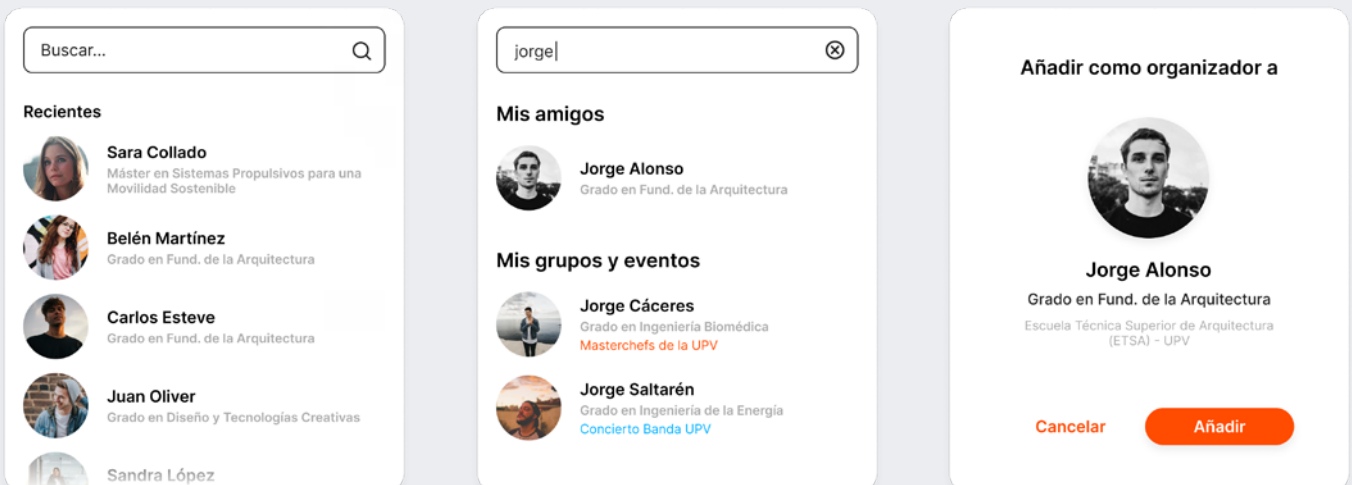 Buscar...
Recientes
Sara Collado
Máster en Sistemas Propulsivos para una
Movilidad Sostenible
Belén Martínez
Grado en Fund. de la Arquitectura
Carlos Esteve
Grado en Fund. de la Arquitectura
Juan Oliver
Grado en Diseño y Tecnologías Creativas
Sandra López
jorge
Mis amigos
Jorge Alonso
Grado en Fund. de la Arquitectura
Mis grupos y eventos
Jorge Cáceres
Grado en Ingeniería Biomédica
Masterchefs de la UPV
Jorge Saltarén
Grado en Ingeniería de la Energía
Concierto Banda UPV
Añadir como organizador a
Jorge Alonso
Grado en Fund. de la Arquitectura
Escuela Técnica Superior de Arquitectura
(ETSA) - UPV
Cancelar
Añadir